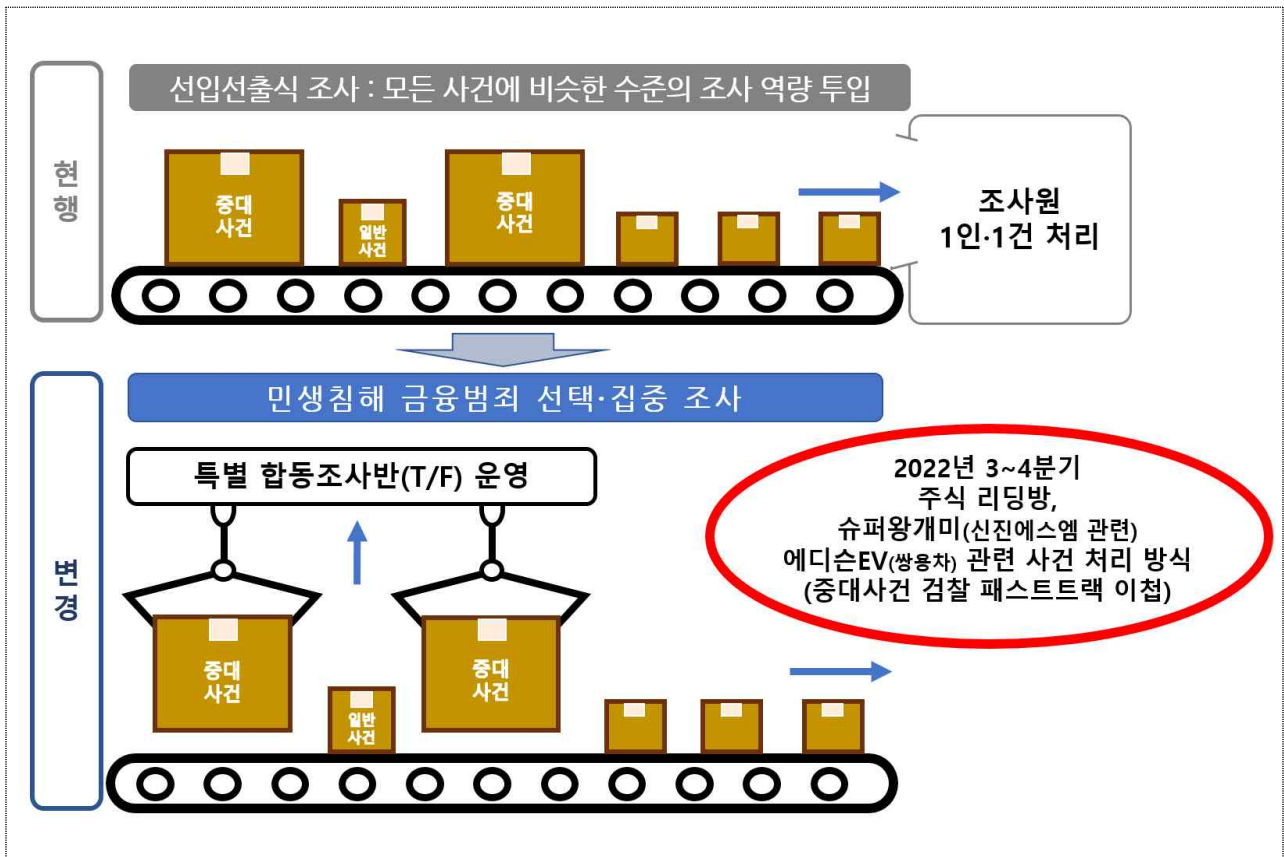 현
행
선입선출식 조사 : 모든 사건에 비슷한 수준의 조사 역량 투입
중대
사건
일반
사건
중대
사건
조사원
1인·1건 처리
변
경
민생침해 금융범죄 선택·집중 조사
특별 합동조사반(T/F) 운영
중대
사건
일반
사건
중대
사건
2022년 3~4분기
주식 리딩방,
슈퍼왕개미(신진에스엠 관련)
에디슨EV(쌍용차) 관련 사건 처리 방식
(중대사건 검찰 패스트트랙 이첩)